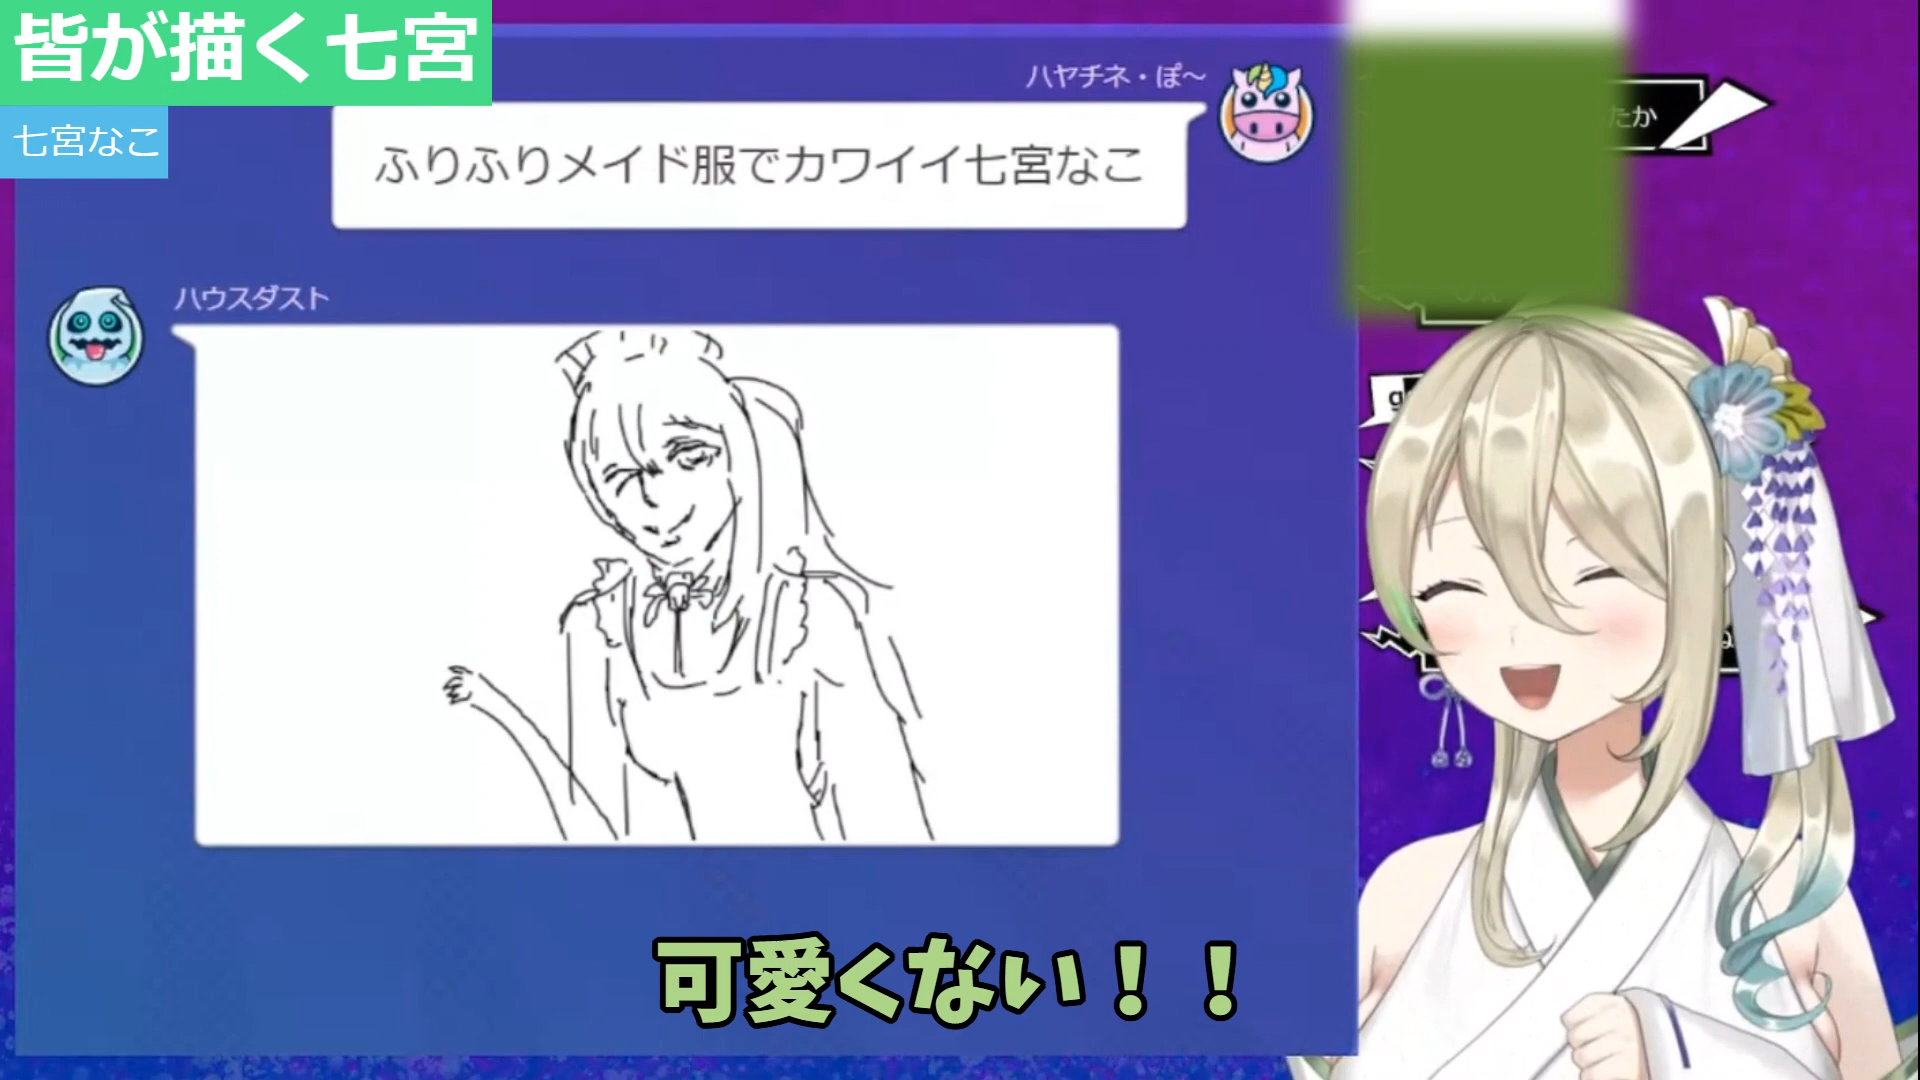 皆が描く七宮
七宮なこ
ハヤチネ・ぽ～
たか
ふりふりメイド服でカワイイ七宮なこ
ハウスダスト
g
可愛くない！！